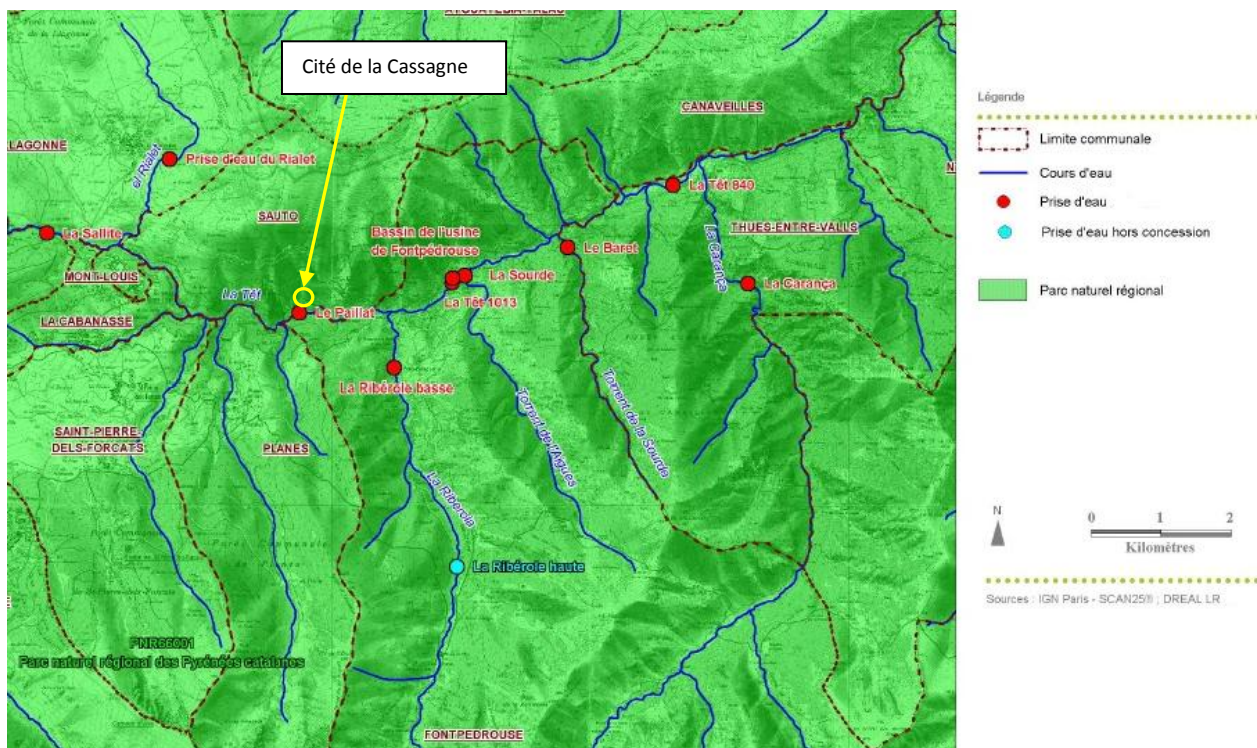 Cité de la Cassagne
CANAVEILLES
LAGONNE
Prise d'eau du Rialet
el Rialet
La Têt 840
SAUTO
THUES-ENTRE-VALLS
La Sallite
Bassin de l'usine
de Fontpédrouse
Le Baret
La Carança
La Sourde
MONT-LOUIS
La Carança
La Têt
La Têt 1013
Le Paillat
LA CABANASSE
La Ribérole basse
Torrent de l'Aigues
Torrent de la Sourde
SAINT-PIERRE-
DELS-FORCATS
PLANES
La Riberola
La Ribérole haute
PNR66001
Parc naturel régional des Pyrénées catalanes
FONTPEDROUSE
Légende
Limite communale
Cours d'eau
Prise d'eau
Prise d'eau hors concession
Parc naturel régional
N
0 1 2
Kilomètres
Sources : IGN Paris - SCAN25® ; DREAL LR